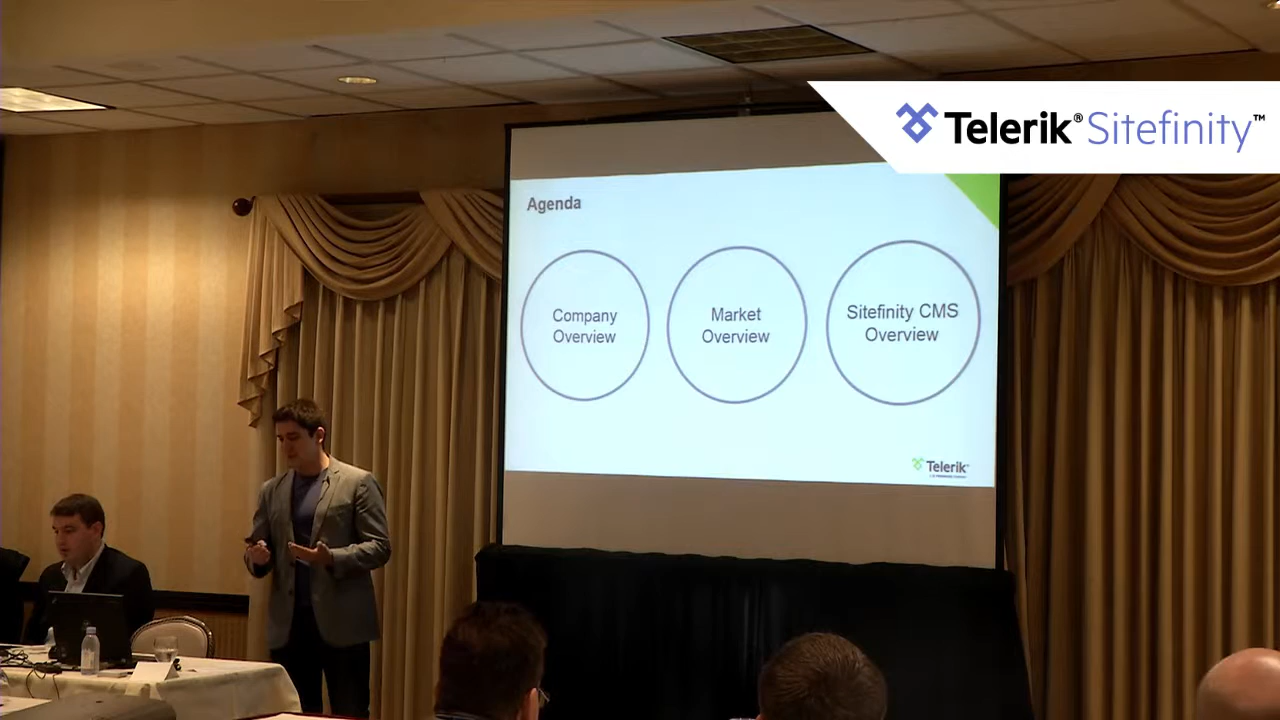 Telerik® Sitefinity™
Agenda
Company
Overview
Market
Overview
Sitefinity CMS
Overview
Telerik